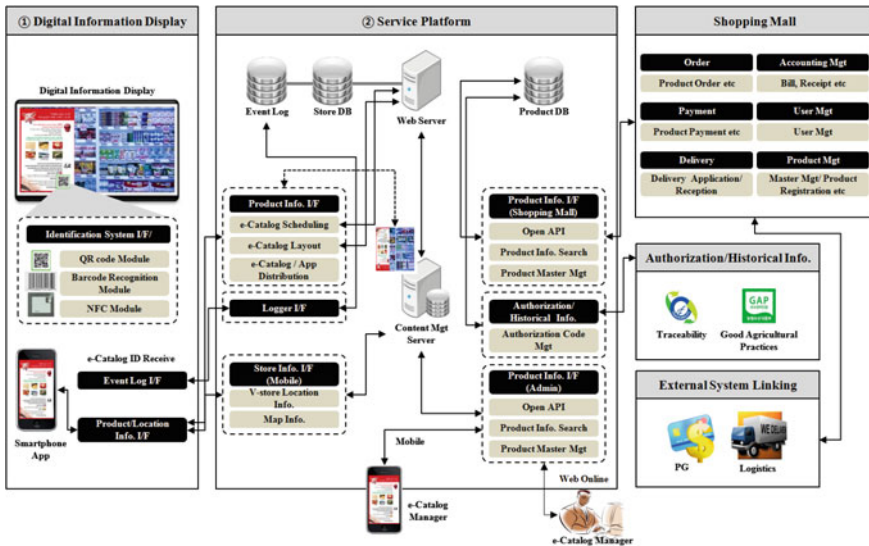 ① Digital Information Display
Digital Information Display
Identification System I/F/
QR code Module
Barcode Recognition
Module
NFC Module
e-Catalog ID Receive
Event Log I/F
Product/Location
Info. I/F
Smartphone
App
② Service Platform
Event Log
Store DB
Web Server
Product DB
Product Info. I/F
e-Catalog Scheduling
e-Catalog Layout
e-Catalog / App
Distribution
Logger I/F
Store Info. I/F
(Mobile)
V-store Location
Info.
Map Info.
Content Mgt
Server
Product Info. I/F
(Shopping Mall)
Open API
Product Info. Search
Product Master Mgt
Authorization/
Historical Info.
Authorization Code
Mgt
Product Info. I/F
(Admin)
Open API
Product Info. Search
Product Master Mgt
Mobile
e-Catalog
Manager
Web Online
e-Catalog Manager
Shopping Mall
Order
Product Order etc
Accounting Mgt
Bill, Receipt etc
Payment
Product Payment etc
User Mgt
User Mgt
Delivery
Delivery Application/
Reception
Product Mgt
Master Mgt/ Product
Registration etc
Authorization/Historical Info.
GAP
Traceability
Good Agricultural
Practices
External System Linking
WE DELIVER
PG
Logistics